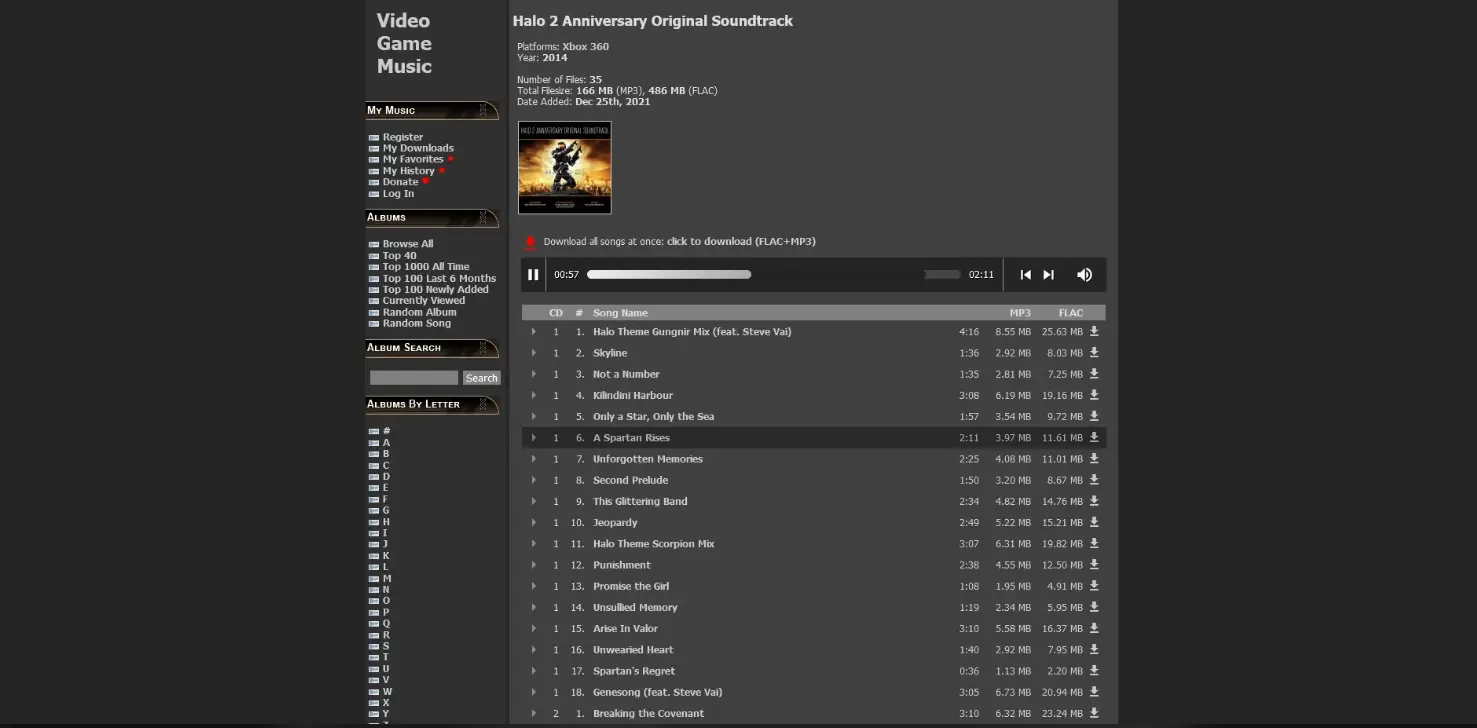 Video
Game
Music
My Music
Register
My Downloads
My Favorites
My History
Donate
Log In
Albums
Browse All
Top 40
Top 1000 All Time
Top 100 Last 6 Months
Top 100 Newly Added
Currently Viewed
Random Album
Random Song
Album Search
Search
Albums By Letter
#
A
B
C
D
E
F
G
H
I
J
K
L
M
N
O
P
Q
R
S
T
U
V
W
X
Y
Halo 2 Anniversary Original Soundtrack
Platforms: Xbox 360
Year: 2014
Number of Files: 35
Total Filesize: 166 MB (MP3), 486 MB (FLAC)
Date Added: Dec 25th, 2021
HALO 2 ANNIVERSARY ORIGINAL SOUNDTRACK
Download all songs at once: click to download (FLAC+MP3)
00:57 02:11
CD # Song Name MP3 FLAC
1 1. Halo Theme Gungnir Mix (feat. Steve Vai) 4:16 8.55 MB 25.63 MB
1 2. Skyline 1:36 2.92 MB 8.03 MB
1 3. Not a Number 1:35 2.81 MB 7.25 MB
1 4. Kilindini Harbour 3:08 6.19 MB 19.16 MB
1 5. Only a Star, Only the Sea 1:57 3.54 MB 9.72 MB
1 6. A Spartan Rises 2:11 3.97 MB 11.61 MB
1 7. Unforgotten Memories 2:25 4.08 MB 11.01 MB
1 8. Second Prelude 1:50 3.20 MB 8.67 MB
1 9. This Glittering Band 2:34 4.82 MB 14.76 MB
1 10. Jeopardy 2:49 5.22 MB 15.21 MB
1 11. Halo Theme Scorpion Mix 3:07 6.31 MB 19.82 MB
1 12. Punishment 2:38 4.55 MB 12.50 MB
1 13. Promise the Girl 1:08 1.95 MB 4.91 MB
1 14. Unsullied Memory 1:19 2.34 MB 5.95 MB
1 15. Arise In Valor 3:10 5.58 MB 16.37 MB
1 16. Unwearied Heart 1:40 2.92 MB 7.95 MB
1 17. Spartan's Regret 0:36 1.13 MB 2.20 MB
1 18. Genesong (feat. Steve Vai) 3:05 6.73 MB 20.94 MB
2 1. Breaking the Covenant 3:10 6.32 MB 23.24 MB